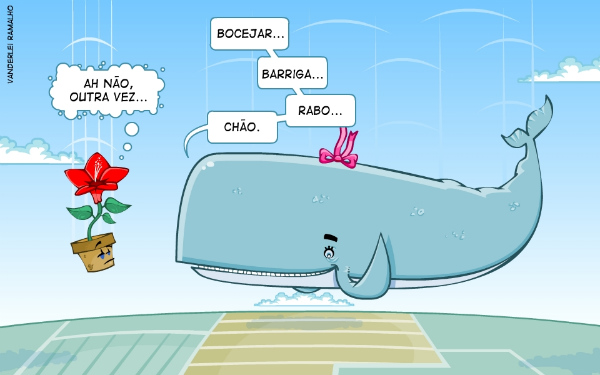 VANDERLEI RAMALHO
BOCEJAR...
BARRIGA...
RABO...
CHÃO.
AH NÃO,
OUTRA VEZ...